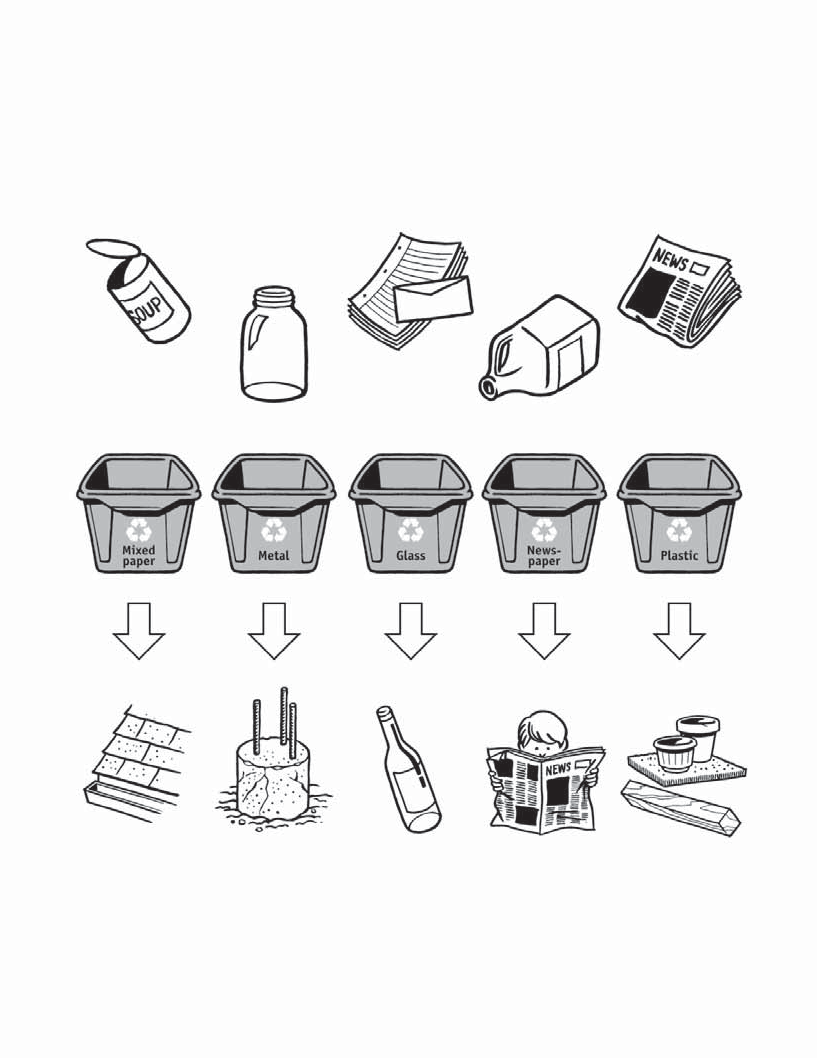 SOUP
NEWS
Mixed
paper
Metal
Glass
News-
paper
Plastic
NEWS